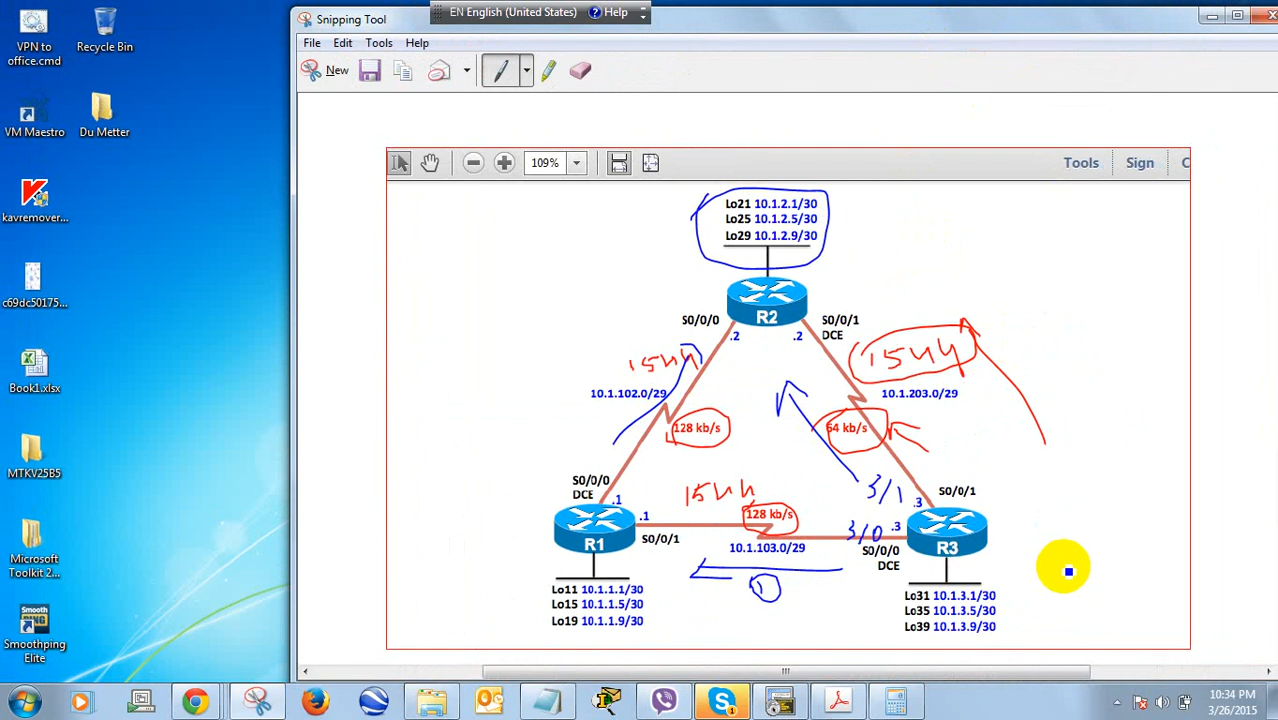 VPN to
office.cmd
Recycle Bin
VM Maestro
Du Metter
kavremover...
c69dc50175...
Book1.xlsx
MTKV25B5
Microsoft
Toolkit 2....
Smoothping
Elite
EN English (United States)
Help
Snipping Tool
File Edit Tools Help
New
109%
Tools Sign C
Lo21 10.1.2.1/30
Lo25 10.1.2.5/30
Lo29 10.1.2.9/30
R2
S0/0/0
S0/0/1
DCE
.2
.2
1544
1544
10.1.102.0/29
10.1.203.0/29
128 kb/s
64 kb/s
S0/0/0
DCE
.1
.1
1544
128 kb/s
3/1
3/0
S0/0/1
.3
.3
R1
S0/0/1
10.1.103.0/29
S0/0/0
DCE
R3
1
Lo11 10.1.1.1/30
Lo15 10.1.1.5/30
Lo19 10.1.1.9/30
Lo31 10.1.3.1/30
Lo35 10.1.3.5/30
Lo39 10.1.3.9/30
10:34 PM
3/26/2015